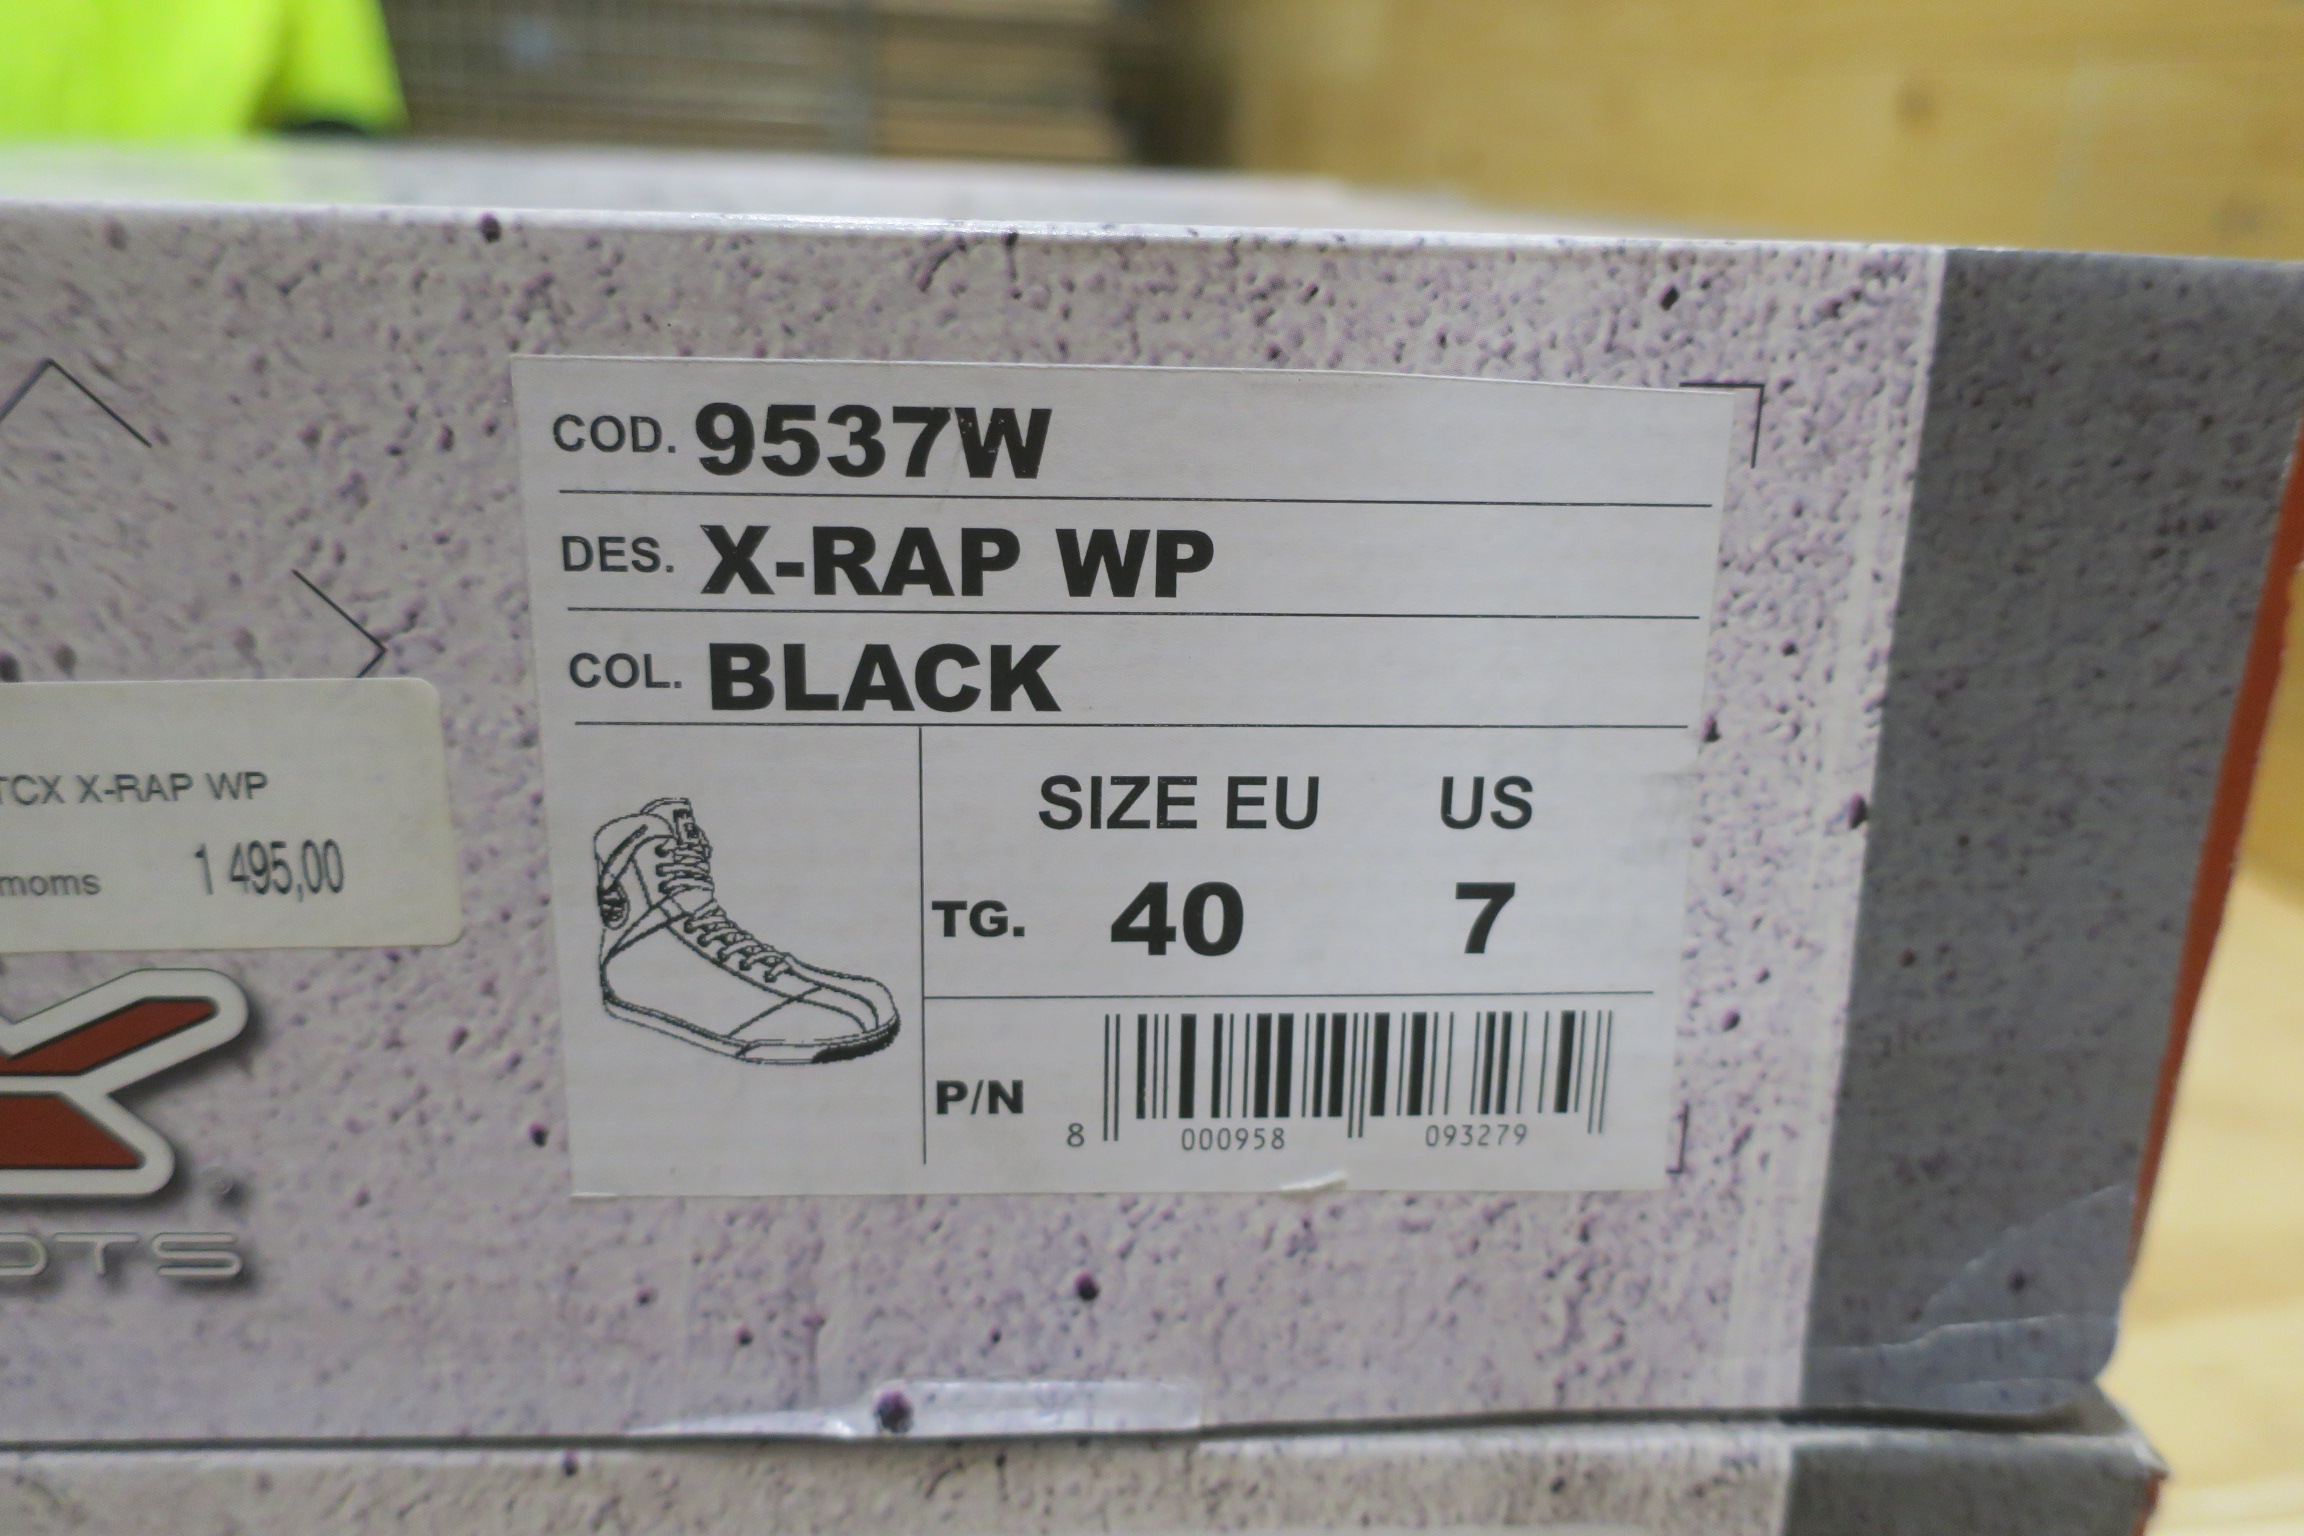 COD. 9537W
DES. X-RAP WP
COL. BLACK
SIZE EU US
TG. 40 7
P/N
8 000958 093279
TCX X-RAP WP
moms 1 495,00